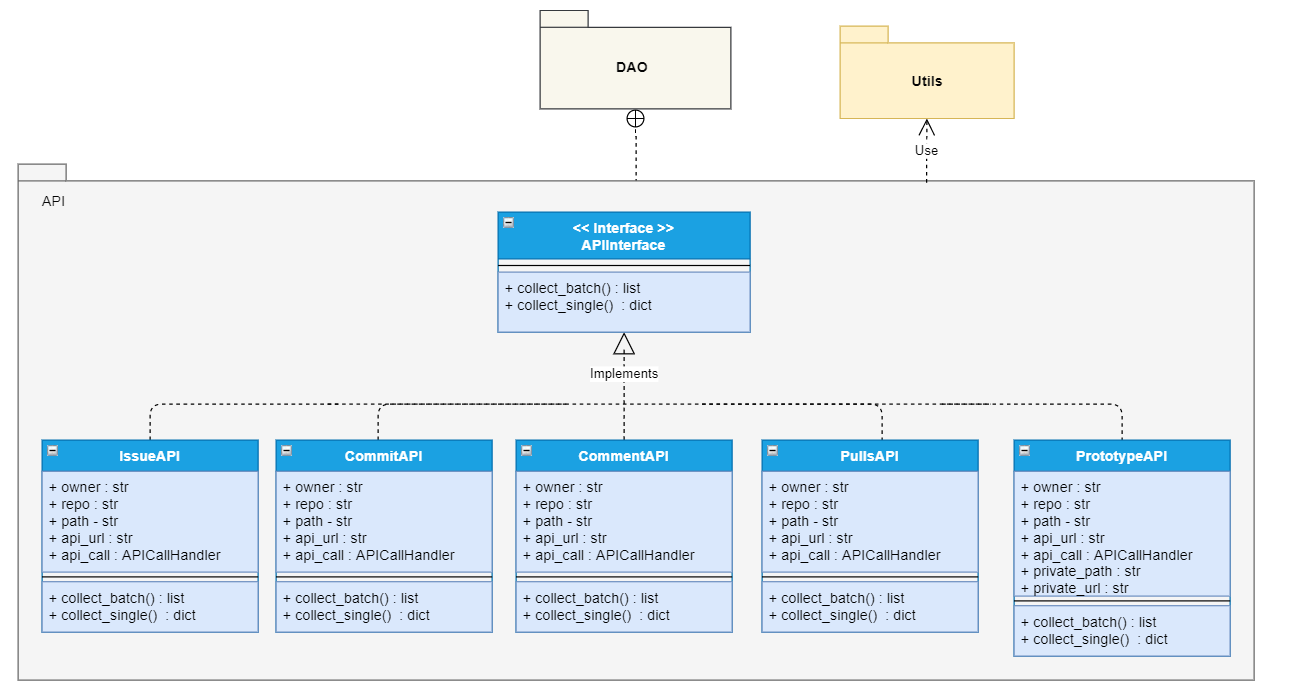 DAO
Utils
Use
API
<< Interface >>
APIInterface
+ collect_batch() : list
+ collect_single()  : dict
Implements
IssueAPI
+ owner : str
+ repo : str
+ path - str
+ api_url : str
+ api_call : APICallHandler
+ collect_batch() : list
+ collect_single()  : dict
CommitAPI
+ owner : str
+ repo : str
+ path - str
+ api_url : str
+ api_call : APICallHandler
+ collect_batch() : list
+ collect_single()  : dict
CommentAPI
+ owner : str
+ repo : str
+ path - str
+ api_url : str
+ api_call : APICallHandler
+ collect_batch() : list
+ collect_single()  : dict
PullsAPI
+ owner : str
+ repo : str
+ path - str
+ api_url : str
+ api_call : APICallHandler
+ collect_batch() : list
+ collect_single()  : dict
PrototypeAPI
+ owner : str
+ repo : str
+ path - str
+ api_url : str
+ api_call : APICallHandler
+ private_path : str
+ private_url : str
+ collect_batch() : list
+ collect_single()  : dict